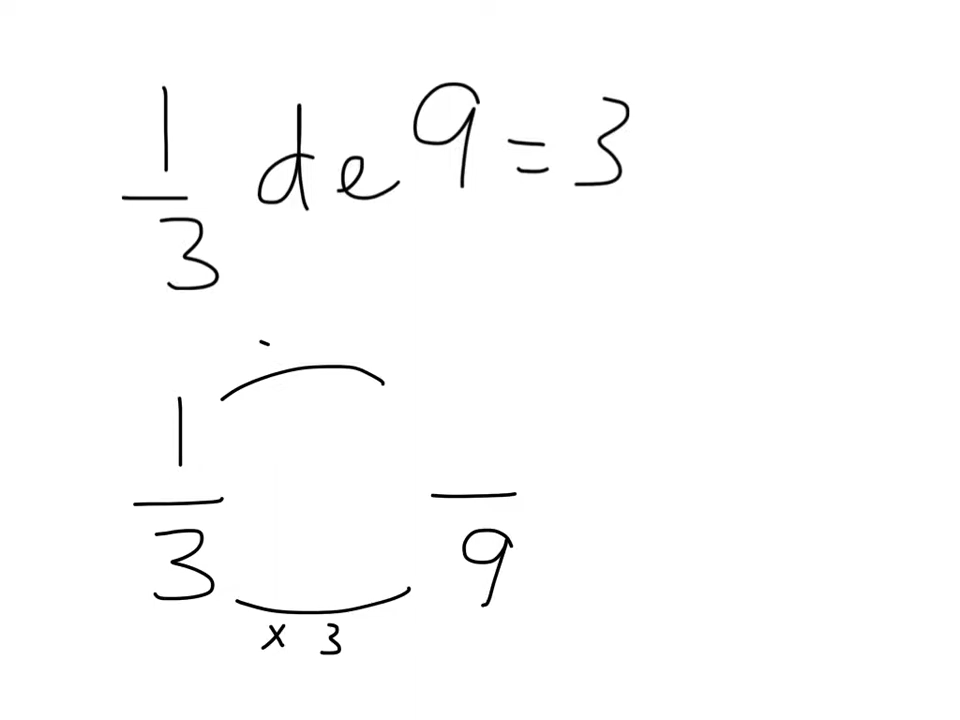 1/3 de 9 = 3
1/3 /9
x 3